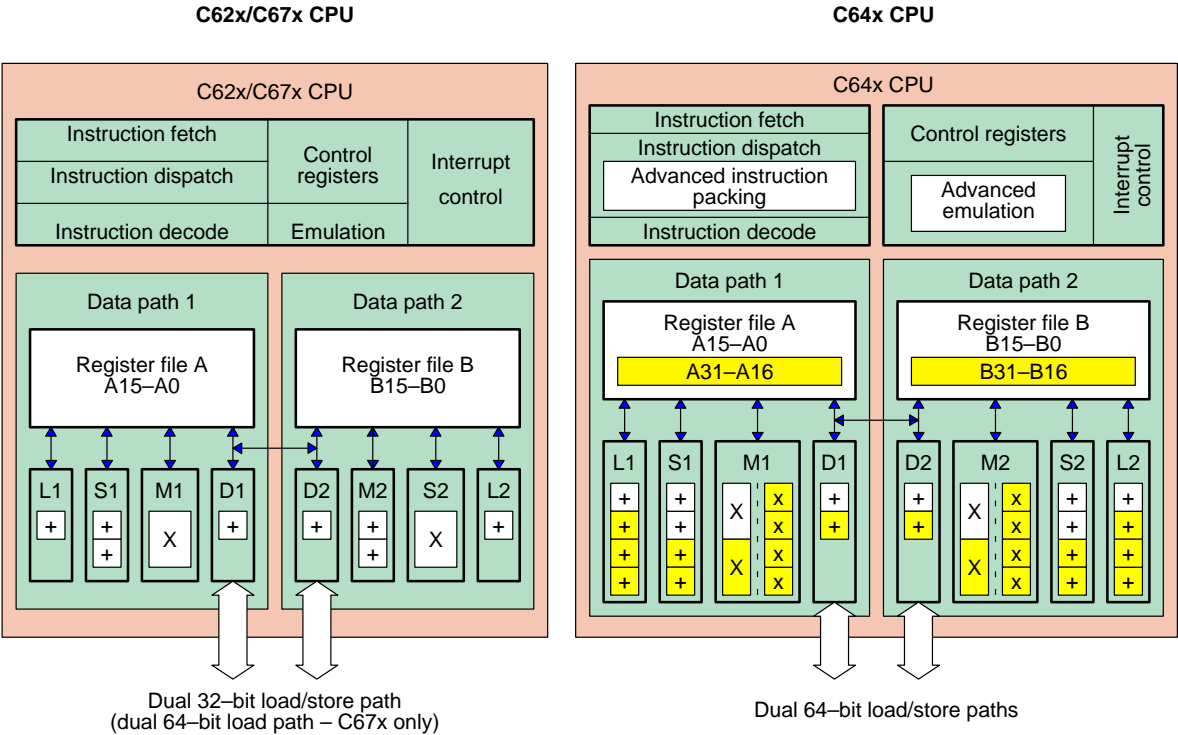 C62x/C67x CPU
C62x/C67x CPU
Instruction fetch
Instruction dispatch
Instruction decode
Control
registers
Emulation
Interrupt
control
Data path 1
Register file A
A15–A0
Data path 2
Register file B
B15–B0
L1
+
S1
+
+
M1
X
D1
+
D2
+
M2
+
+
S2
X
L2
+
Dual 32–bit load/store path
(dual 64–bit load path – C67x only)
C64x CPU
C64x CPU
Instruction fetch
Instruction dispatch
Advanced instruction
packing
Instruction decode
Control registers
Advanced
emulation
Interrupt
control
Data path 1
Register file A
A15–A0
A31–A16
Data path 2
Register file B
B15–B0
B31–B16
L1
+
+
+
+
S1
+
+
+
+
M1
X
X
x
x
x
x
D1
+
+
D2
+
+
M2
X
X
x
x
x
x
S2
+
+
+
+
L2
+
+
+
+
Dual 64–bit load/store paths